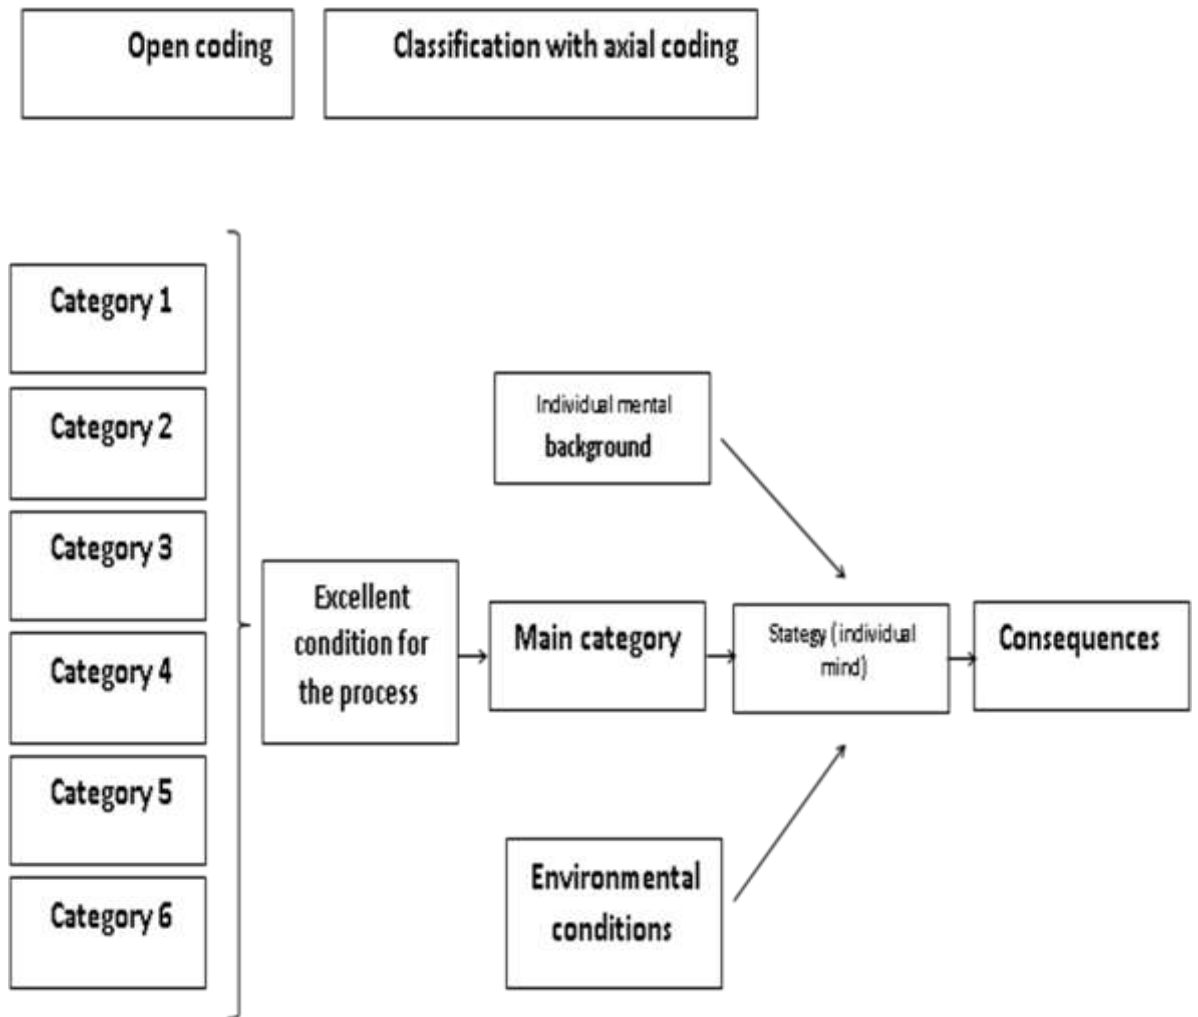 Open coding
Classification with axial coding
Category 1
Category 2
Category 3
Category 4
Category 5
Category 6
Excellent
condition for
the process
Individual mental
background
Main category
Stategy (individual
mind)
Consequences
Environmental
conditions